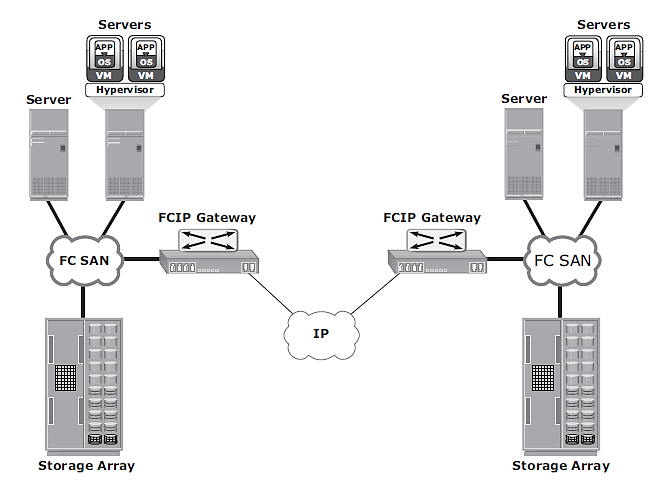 Servers
APP
OS
VM
APP
OS
VM
Hypervisor
Server
FCIP Gateway
FC SAN
IP
Storage Array
Servers
APP
OS
VM
APP
OS
VM
Hypervisor
Server
FCIP Gateway
FC SAN
Storage Array